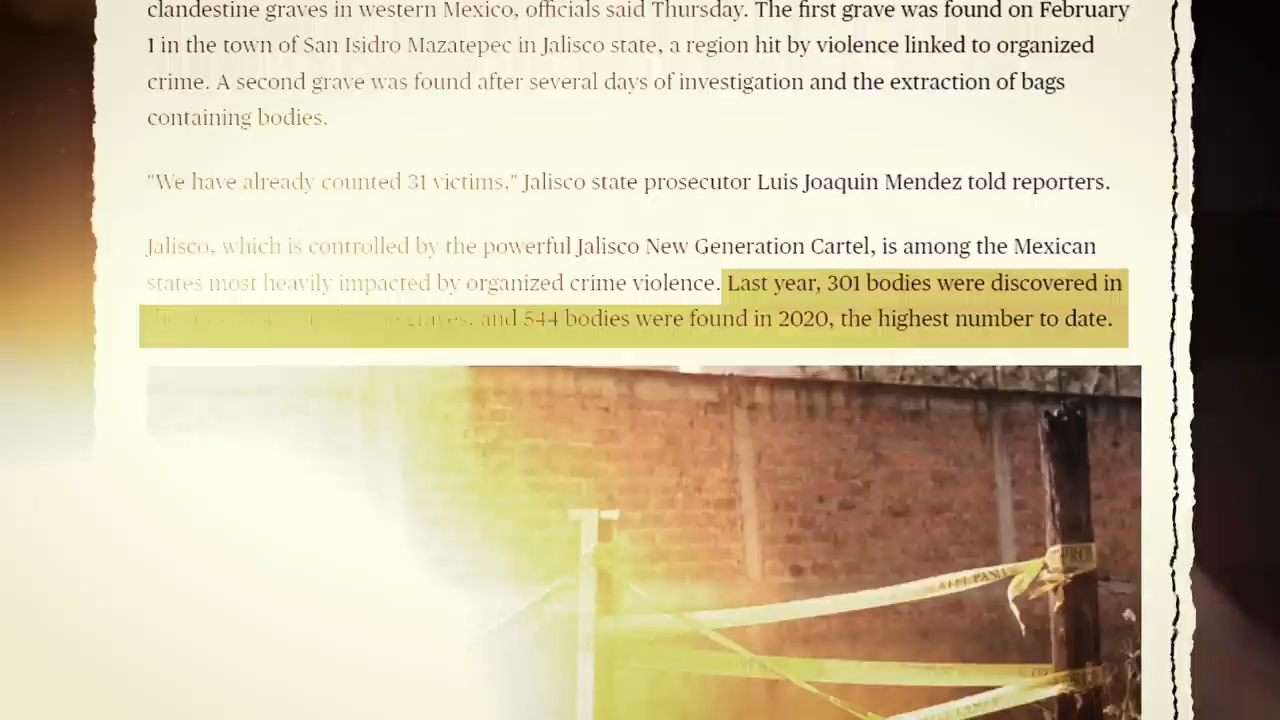 clandestine graves in western Mexico, officials said Thursday. The first grave was found on February
1 in the town of San Isidro Mazatepec in Jalisco state, a region hit by violence linked to organized
crime. A second grave was found after several days of investigation and the extraction of bags
containing bodies.
"We have already counted 31 victims," Jalisco state prosecutor Luis Joaquin Mendez told reporters.
Jalisco, which is controlled by the powerful Jalisco New Generation Cartel, is among the Mexican
states most heavily impacted by organized crime violence. Last year, 301 bodies were discovered in
graves, and 544 bodies were found in 2020, the highest number to date.